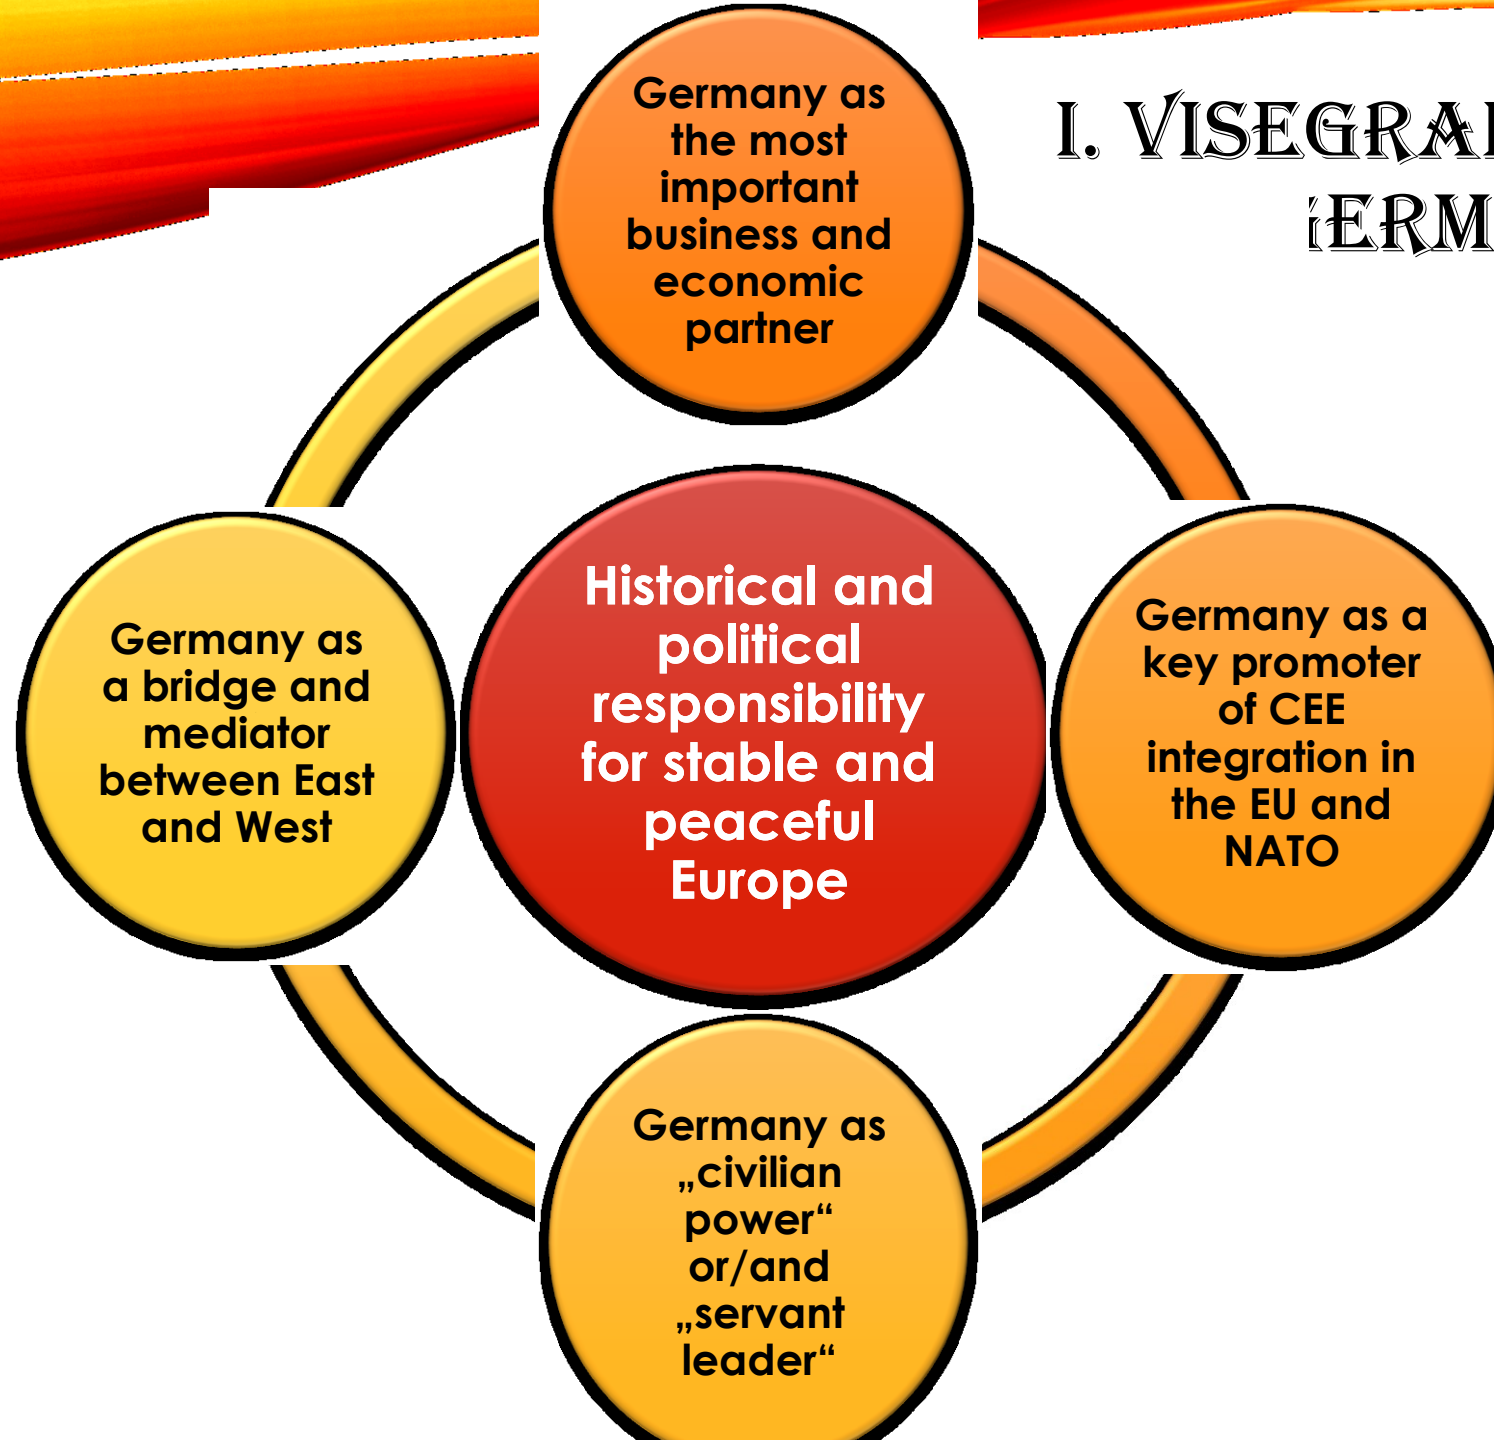 Germany as
the most
important
business and
economic
partner
I. VISEGRA
ERM
Germany as
a bridge and
mediator
between East
and West
Historical and
political
responsibility
for stable and
peaceful
Europe
Germany as a
key promoter
of CEE
integration in
the EU and
NATO
Germany as
„civilian
power“
or/and
„servant
leader“